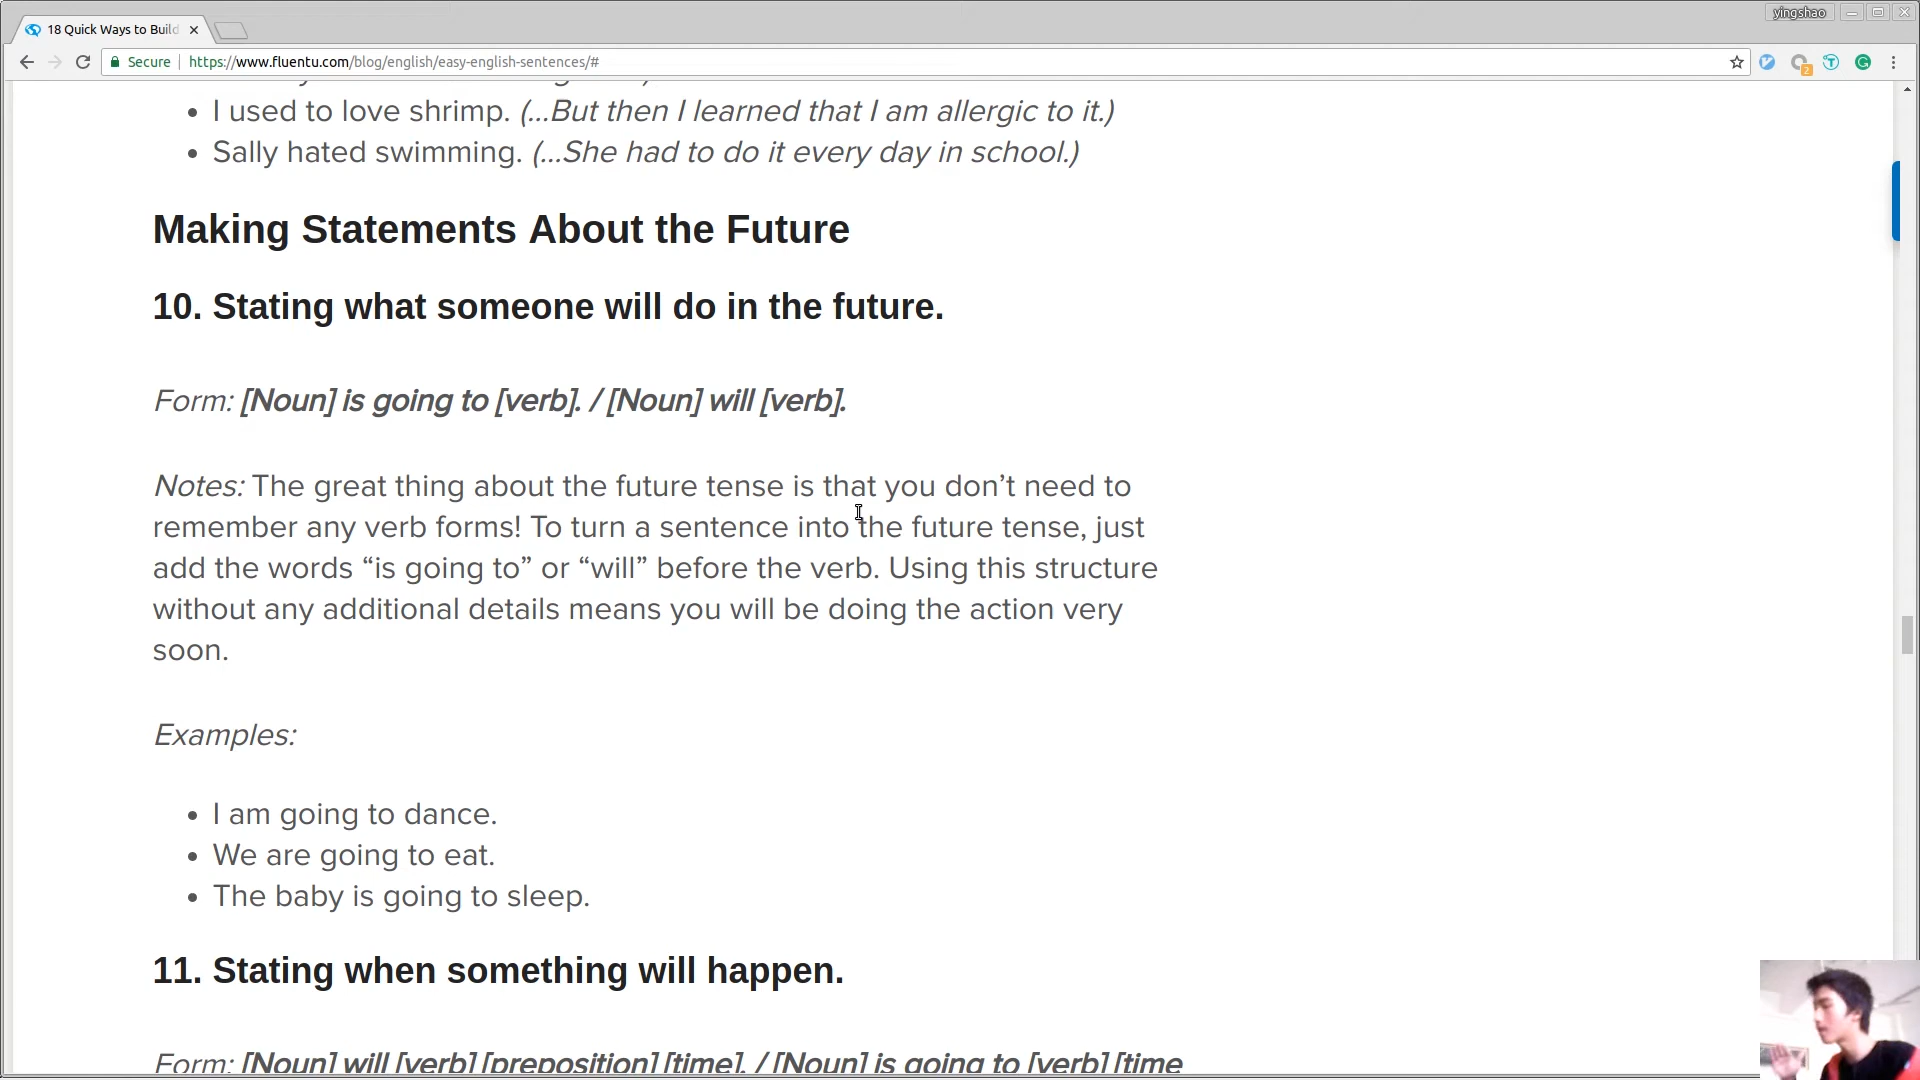 yingshao
18 Quick Ways to Build
Secure https://www.fluentu.com/blog/english/easy-english-sentences/#
2
• I used to love shrimp. (...But then I learned that I am allergic to it.)
• Sally hated swimming. (...She had to do it every day in school.)
Making Statements About the Future
10. Stating what someone will do in the future.
Form: [Noun] is going to [verb]. / [Noun] will [verb].
Notes: The great thing about the future tense is that you don’t need to
remember any verb forms! To turn a sentence into the future tense, just
add the words “is going to” or “will” before the verb. Using this structure
without any additional details means you will be doing the action very
soon.
Examples:
• I am going to dance.
• We are going to eat.
• The baby is going to sleep.
11. Stating when something will happen.
Form: [Noun] will [verb] [preposition] [time]. / [Noun] is going to [verb] [time